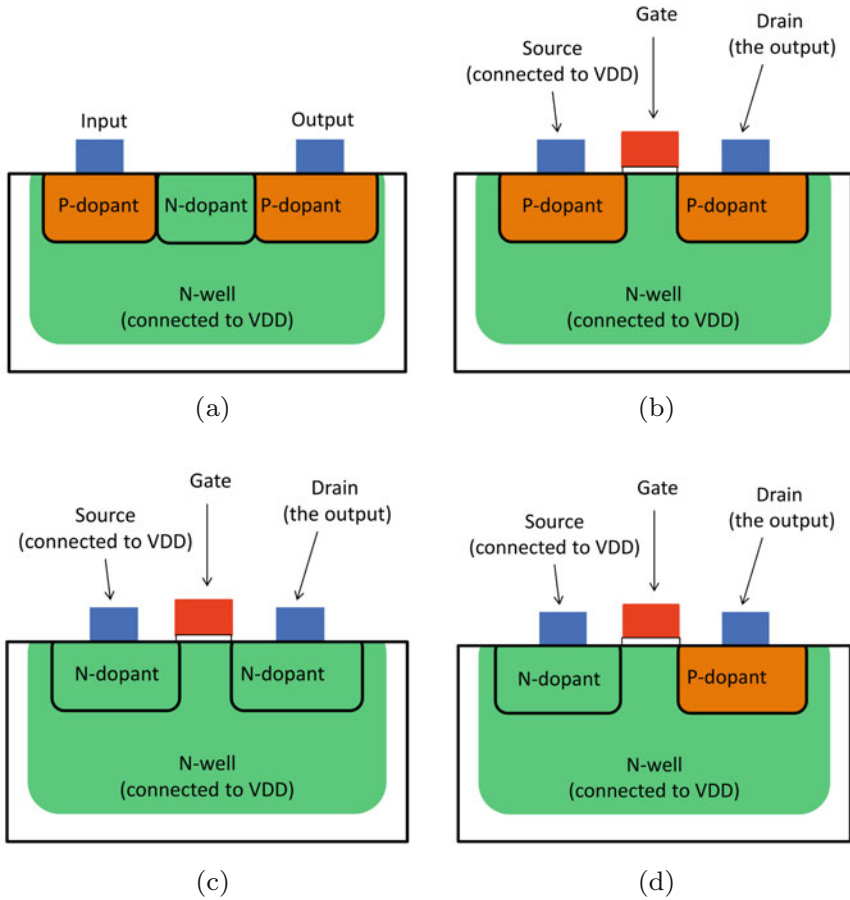 Input
Output
P-dopant
N-dopant
P-dopant
N-well
(connected to VDD)
(a)
Source
(connected to VDD)
Gate
Drain
(the output)
P-dopant
P-dopant
N-well
(connected to VDD)
(b)
Source
(connected to VDD)
Gate
Drain
(the output)
N-dopant
N-dopant
N-well
(connected to VDD)
(c)
Source
(connected to VDD)
Gate
Drain
(the output)
N-dopant
P-dopant
N-well
(connected to VDD)
(d)